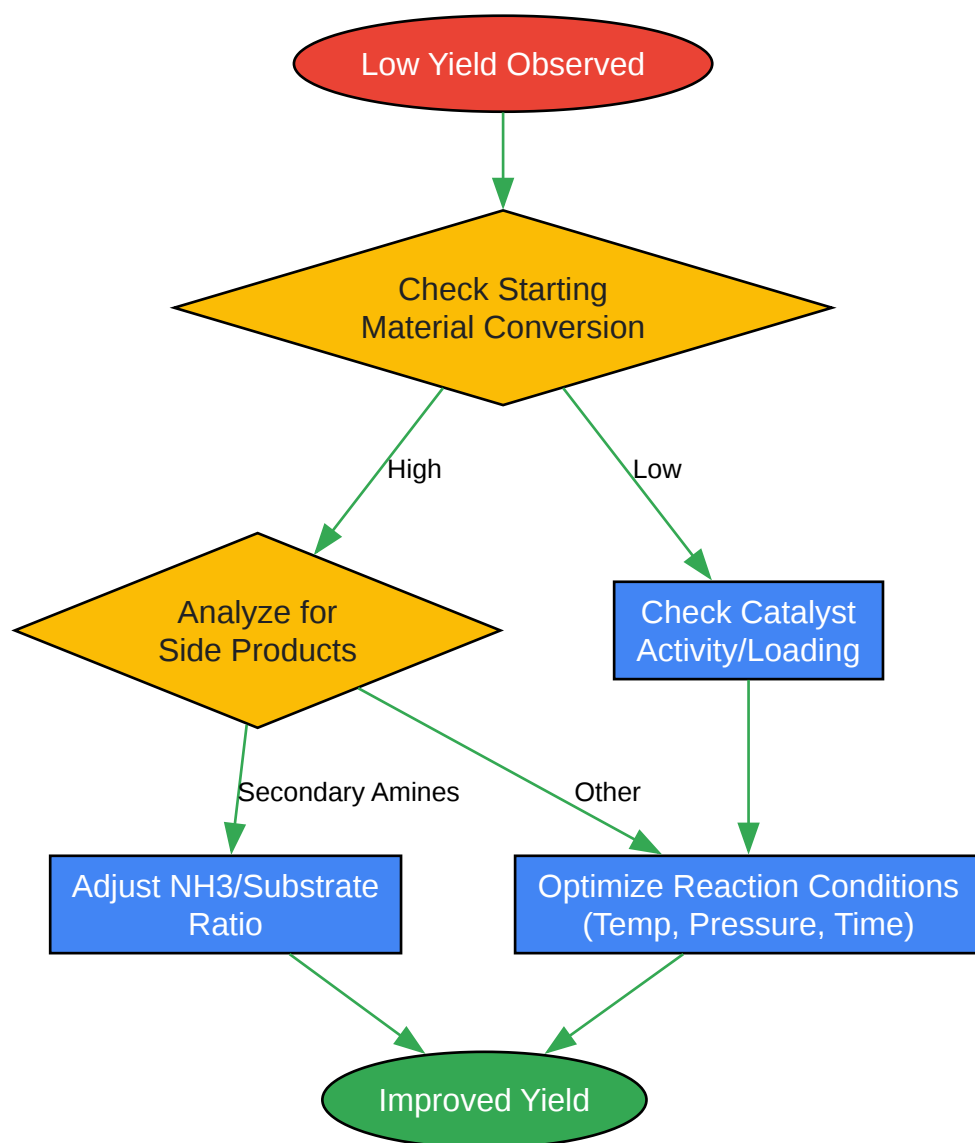 Low Yield Observed
Check Starting
Material Conversion
High
Low
Analyze for
Side Products
Check Catalyst
Activity/Loading
Secondary Amines
Other
Adjust NH3/Substrate
Ratio
Optimize Reaction Conditions
(Temp, Pressure, Time)
Improved Yield